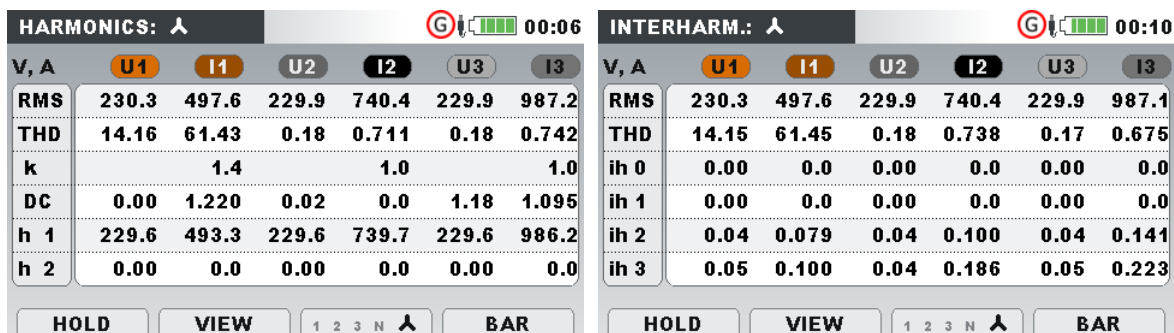 HARMONICS: G 00:06
V, A U1 I1 U2 I2 U3 I3
RMS 230.3 497.6 229.9 740.4 229.9 987.2
THD 14.16 61.43 0.18 0.711 0.18 0.742
k 1.4 1.0 1.0
DC 0.00 1.220 0.02 0.0 1.18 1.095
h 1 229.6 493.3 229.6 739.7 229.6 986.2
h 2 0.00 0.0 0.00 0.0 0.00 0.0
HOLD VIEW 1 2 3 N BAR
INTERHARM.: G 00:10
V, A U1 I1 U2 I2 U3 I3
RMS 230.3 497.6 229.9 740.4 229.9 987.1
THD 14.15 61.45 0.18 0.738 0.17 0.675
ih 0 0.00 0.0 0.00 0.0 0.00 0.0
ih 1 0.00 0.0 0.00 0.0 0.00 0.0
ih 2 0.04 0.079 0.04 0.100 0.04 0.141
ih 3 0.05 0.100 0.04 0.186 0.05 0.223
HOLD VIEW 1 2 3 N BAR